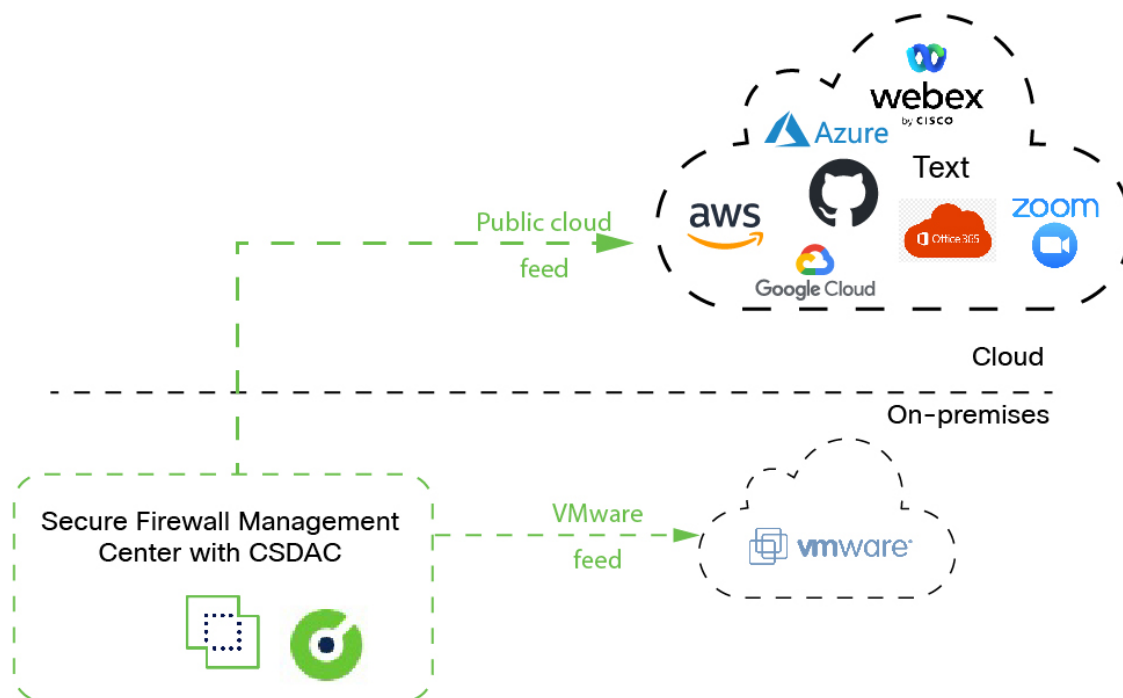 webex
by CISCO
Azure
Text
aws
zoom
Office 365
Google Cloud
Public cloud
feed
Cloud
On-premises
Secure Firewall Management
Center with CSDAC
VMware
feed
vmware®